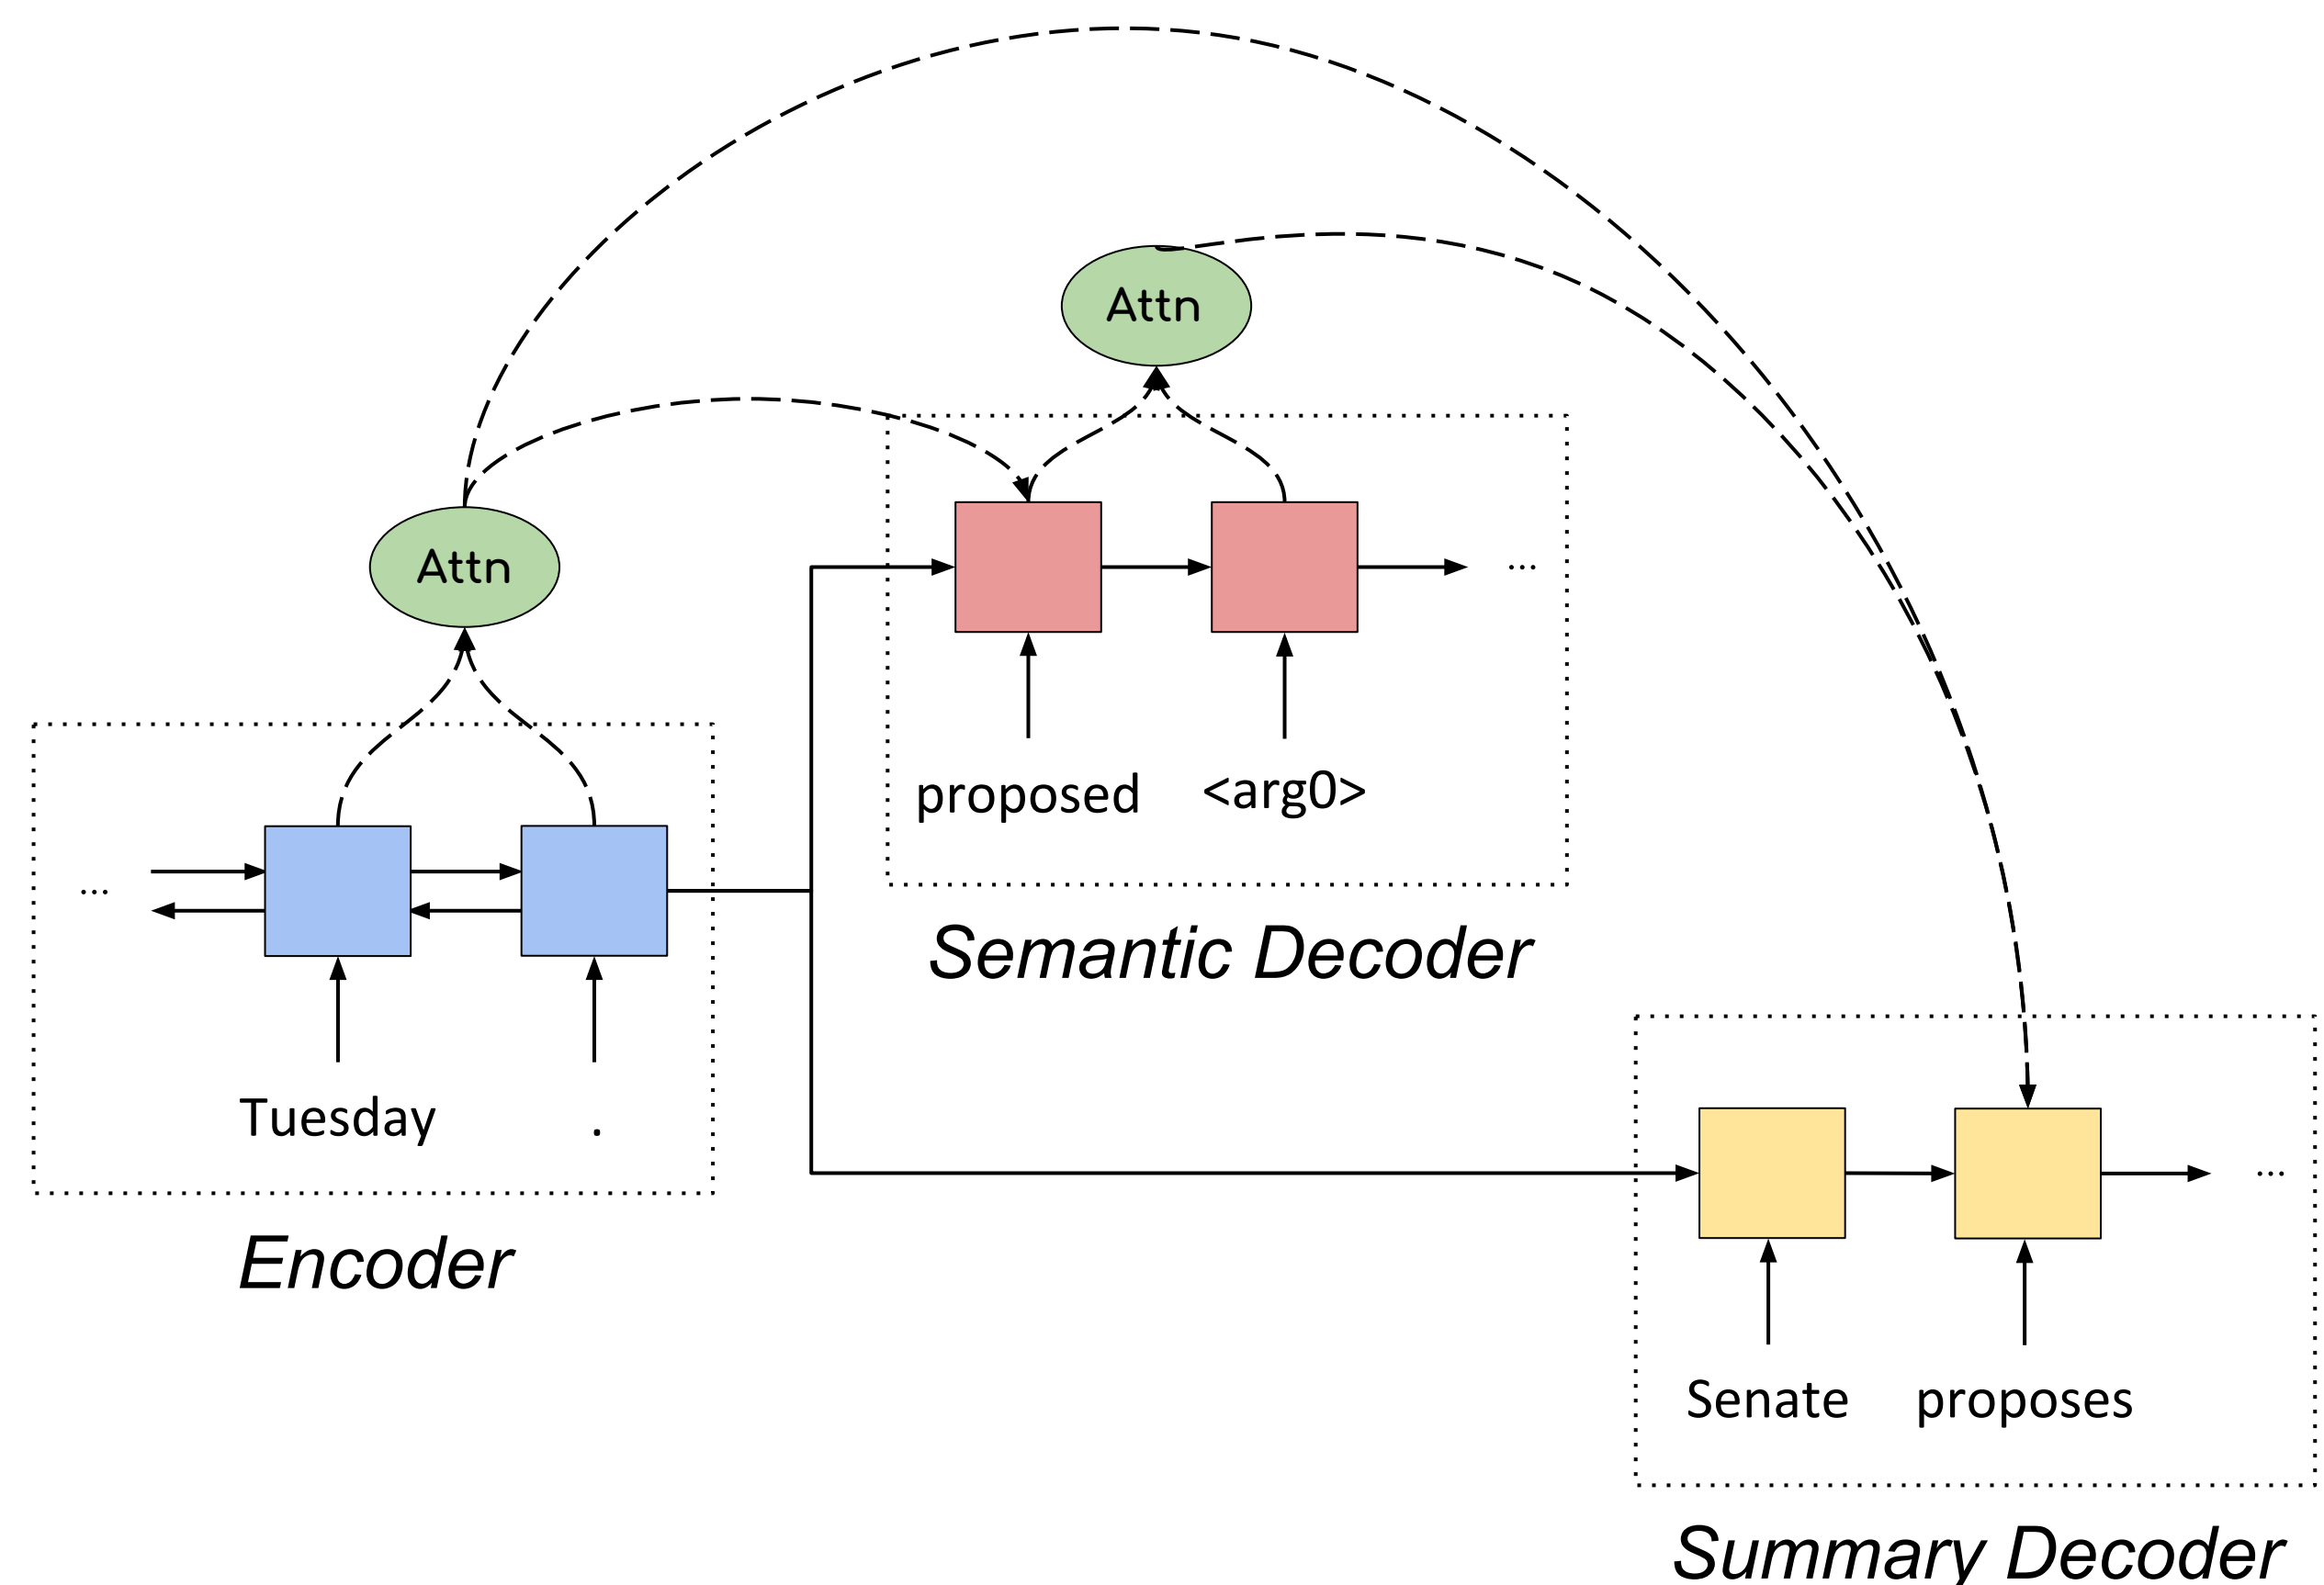 Attn
Attn
...
proposed <arg0>
Semantic Decoder
...
Tuesday .
Encoder
...
Senate proposes
Summary Decoder